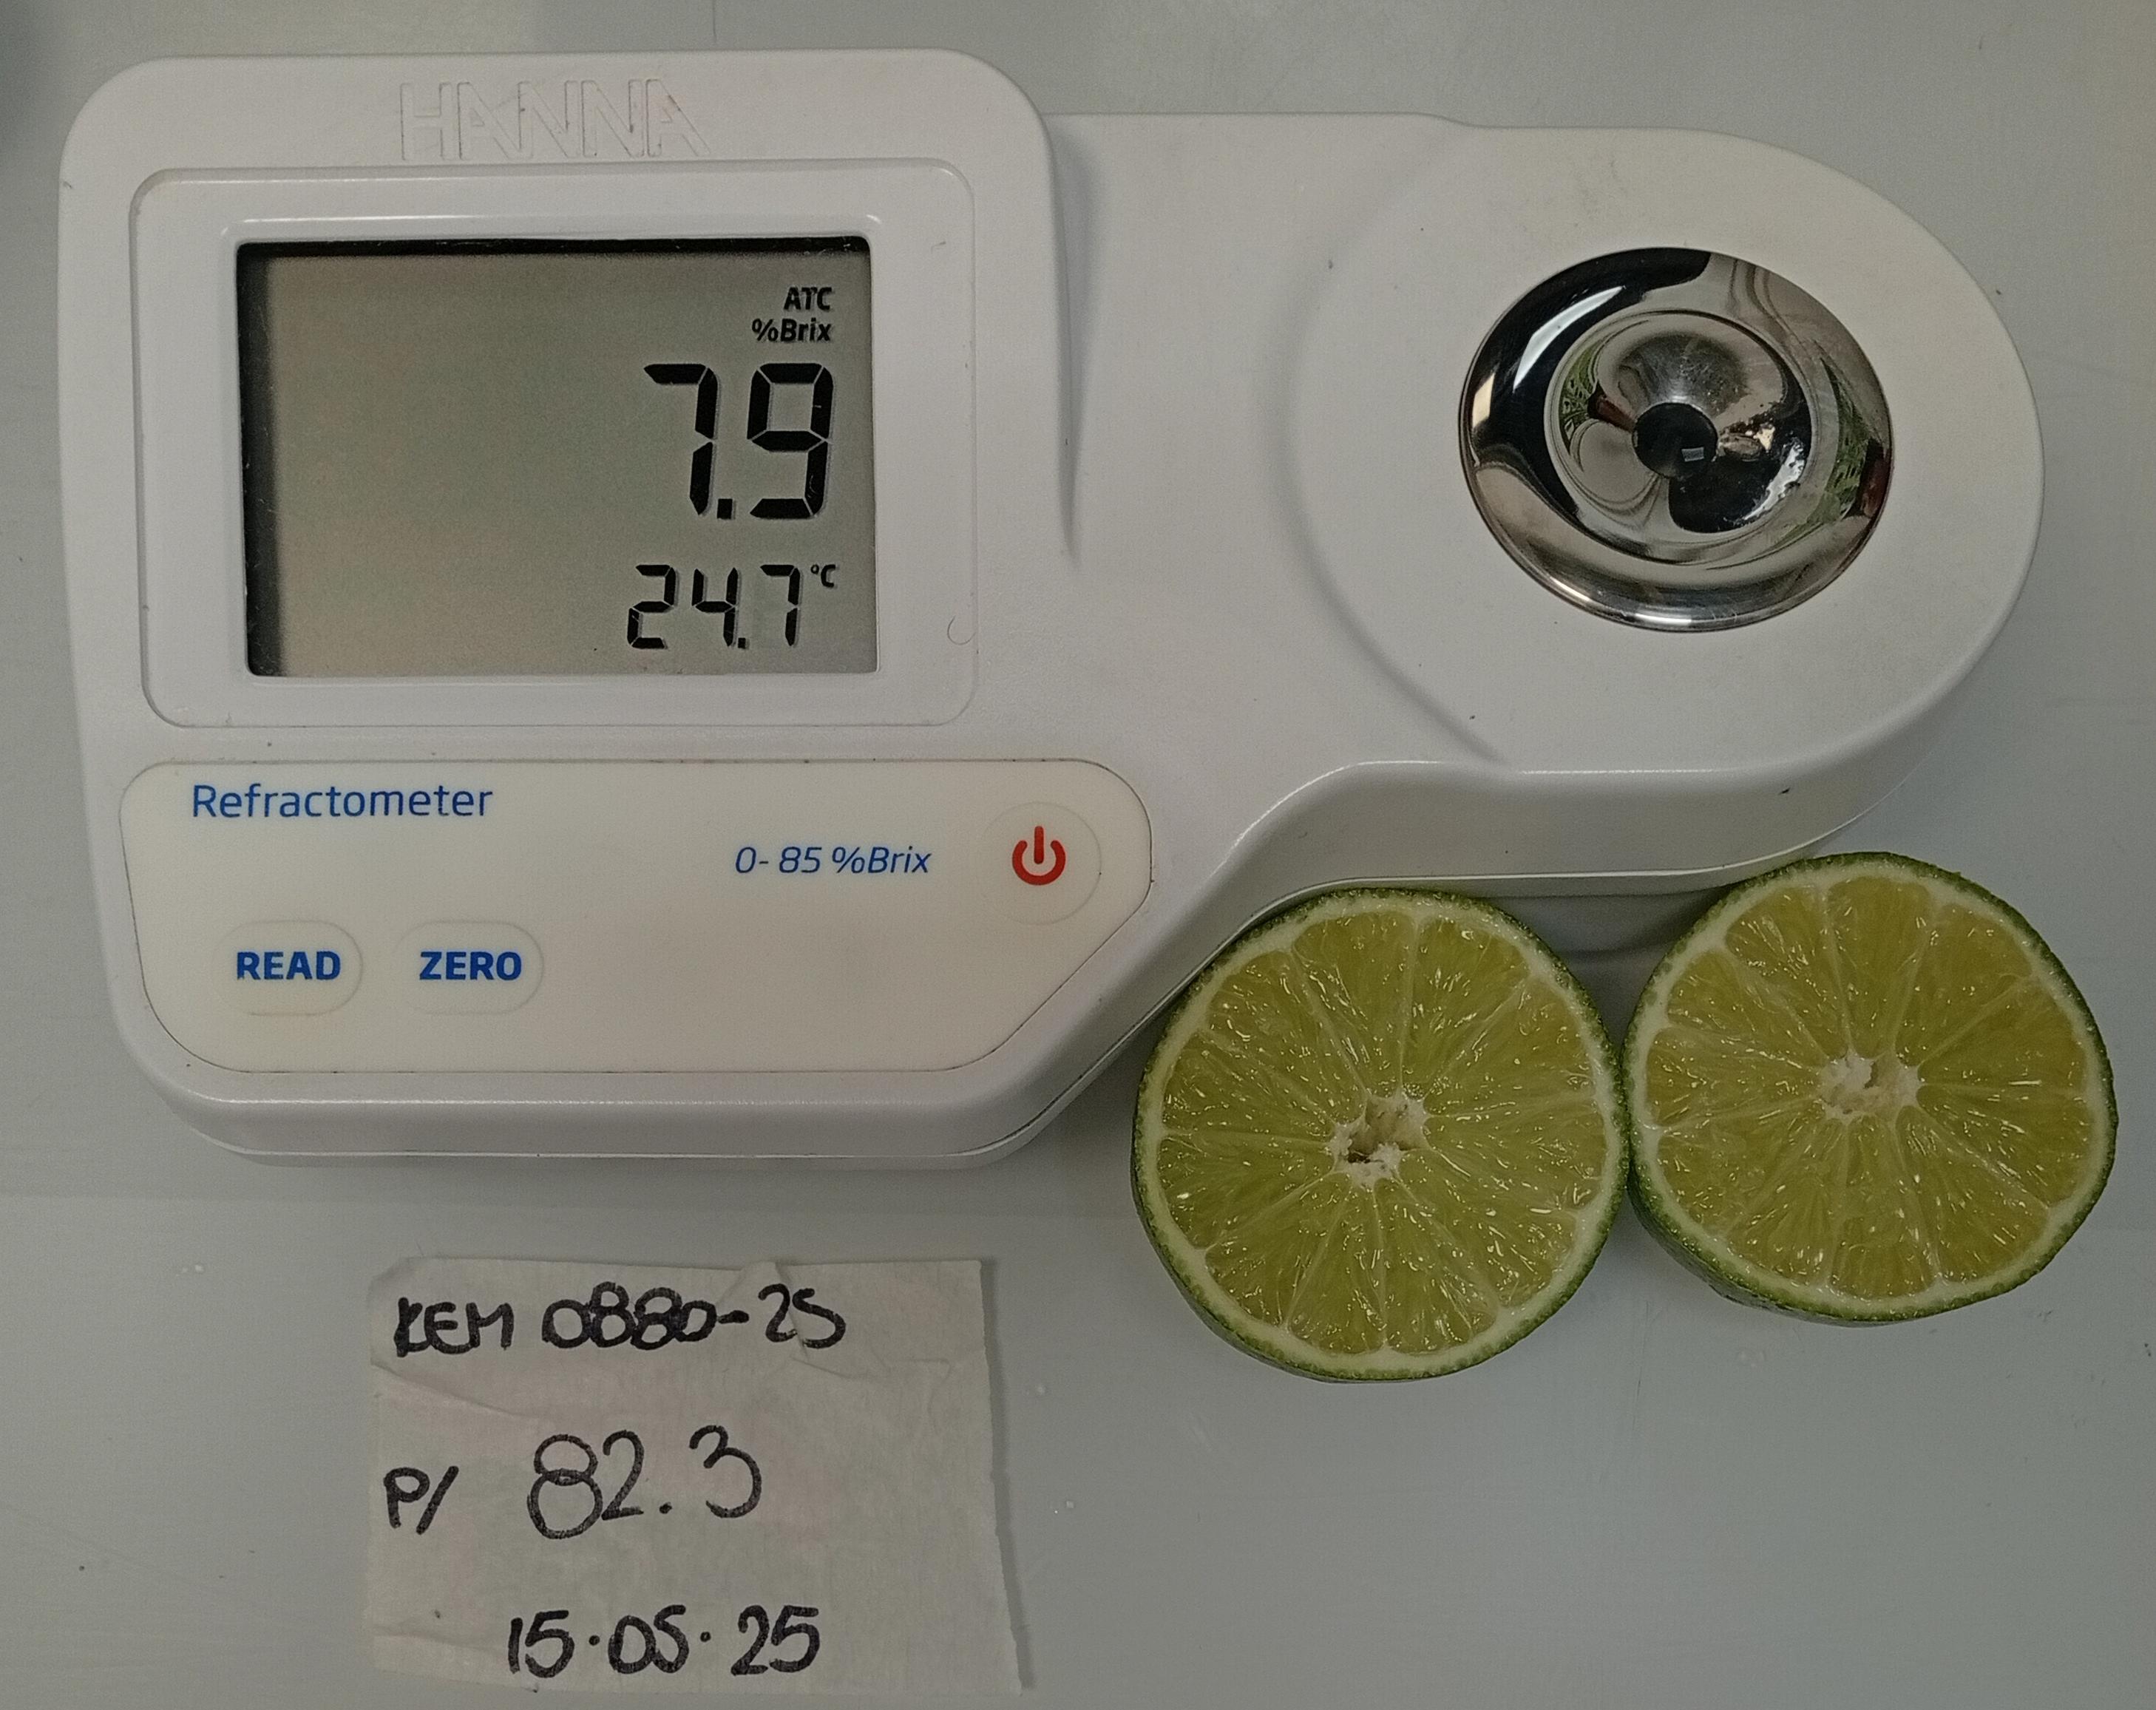 HANNA
ATC
%Brix
7.9
24.7°C
Refractometer
0- 85 %Brix
READ ZERO
KEM 0880-25
P/ 82.3
15.05.25